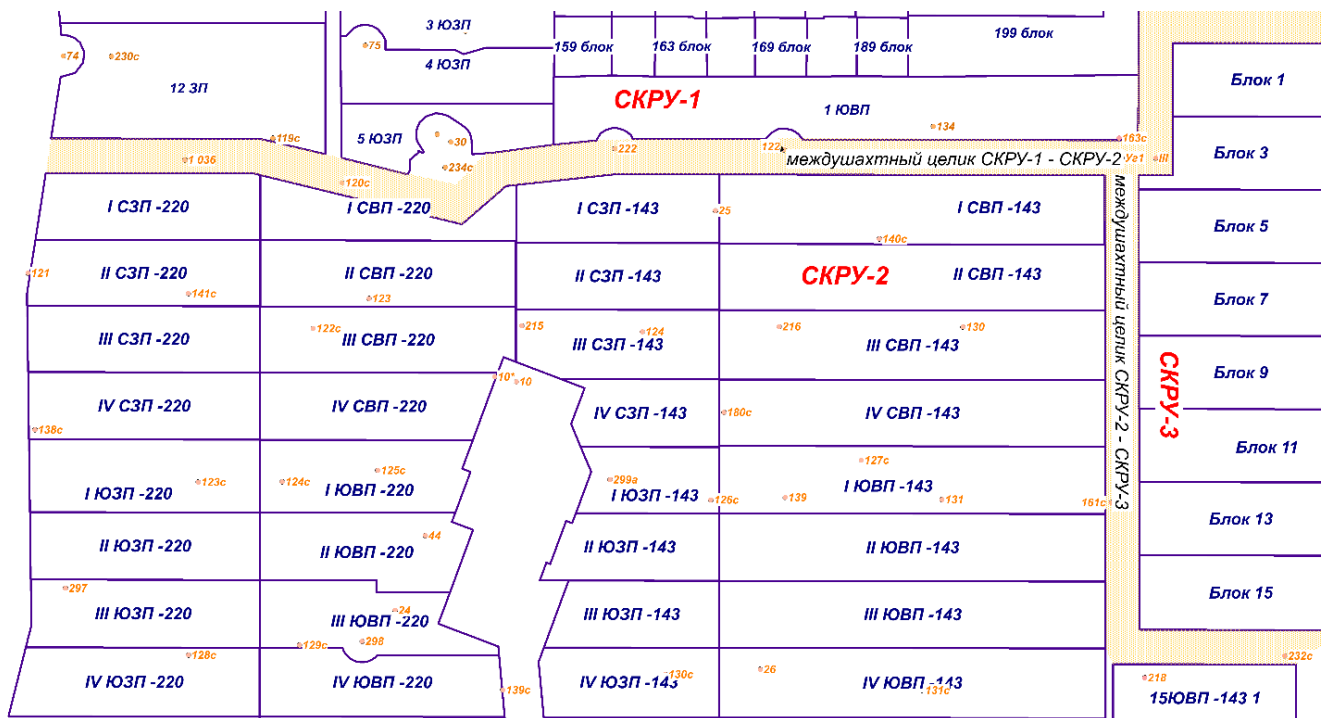 3 ЮЗП
159 блок
163 блок
169 блок
189 блок
199 блок
74
230с
75
4 ЮЗП
12 ЗП
Блок 1
СКРУ-1
1 ЮВП
134
119с
5 ЮЗП
30
222
122
163с
1 036
234с
междушахтный целик СКРУ-1 - СКРУ-2
Уа1
III
Блок 3
120с
I СЗП -220
I СВП -220
I СЗП -143
25
I СВП -143
140с
Блок 5
121
II СЗП -220
II СВП -220
II СЗП -143
СКРУ-2
II СВП -143
141с
123
Блок 7
междушахтный целик СКРУ-2 - СКРУ-3
122с
215
124
216
130
III СЗП -220
III СВП -220
III СЗП -143
III СВП -143
СКРУ-3
10*
10
Блок 9
IV СЗП -220
IV СВП -220
IV СЗП -143
180с
IV СВП -143
138с
Блок 11
127с
123с
124с
125с
299а
I ЮЗП -220
I ЮВП -220
I ЮЗП -143
126с
139
I ЮВП -143
131
161с
Блок 13
II ЮЗП -220
II ЮВП -220
44
II ЮЗП -143
II ЮВП -143
297
Блок 15
24
III ЮЗП -220
III ЮВП -220
III ЮЗП -143
III ЮВП -143
129с
298
128с
232с
IV ЮЗП -220
IV ЮВП -220
139с
130с
IV ЮЗП -143
26
IV ЮВП -143
131с
218
15ЮВП -143 1